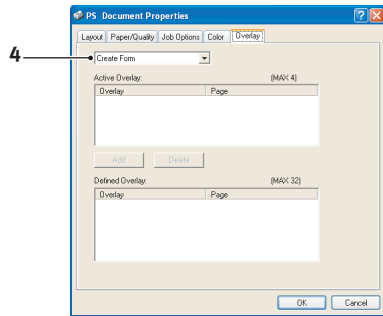 PS Document Properties
Layout Paper/Quality Job Options Color Overlay
4
Create Form
Active Overlay: (MAX 4)
Overlay Page
Add Delete
Defined Overlay: (MAX 32)
Overlay Page
OK Cancel